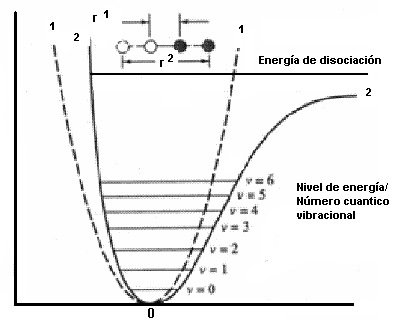 r 1
1
2
1
r 2
Energía de disociación
2
v = 6
v = 5
v = 4
v = 3
v = 2
v = 1
v = 0
Nivel de energía/
Número cuantico
vibracional
0